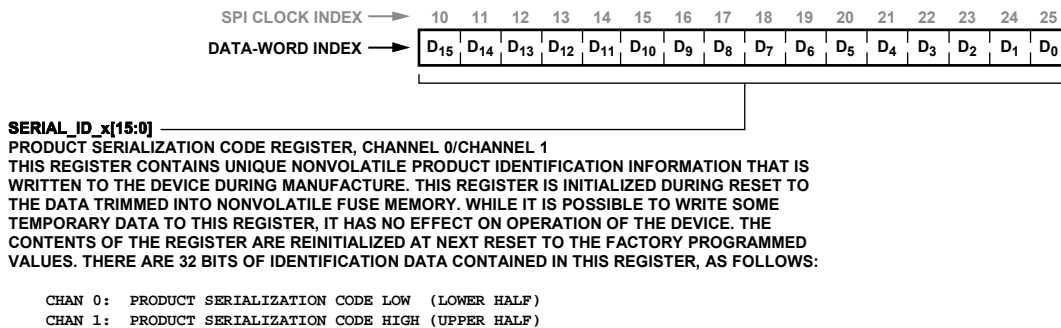 SPI CLOCK INDEX 10 11 12 13 14 15 16 17 18 19 20 21 22 23 24 25
DATA-WORD INDEX D15 D14 D13 D12 D11 D10 D9 D8 D7 D6 D5 D4 D3 D2 D1 D0
SERIAL_ID_x[15:0]
PRODUCT SERIALIZATION CODE REGISTER, CHANNEL 0/CHANNEL 1
THIS REGISTER CONTAINS UNIQUE NONVOLATILE PRODUCT IDENTIFICATION INFORMATION THAT IS
WRITTEN TO THE DEVICE DURING MANUFACTURE. THIS REGISTER IS INITIALIZED DURING RESET TO
THE DATA TRIMMED INTO NONVOLATILE FUSE MEMORY. WHILE IT IS POSSIBLE TO WRITE SOME
TEMPORARY DATA TO THIS REGISTER, IT HAS NO EFFECT ON OPERATION OF THE DEVICE. THE
CONTENTS OF THE REGISTER ARE REINITIALIZED AT NEXT RESET TO THE FACTORY PROGRAMMED
VALUES. THERE ARE 32 BITS OF IDENTIFICATION DATA CONTAINED IN THIS REGISTER, AS FOLLOWS:
CHAN 0: PRODUCT SERIALIZATION CODE LOW (LOWER HALF)
CHAN 1: PRODUCT SERIALIZATION CODE HIGH (UPPER HALF)